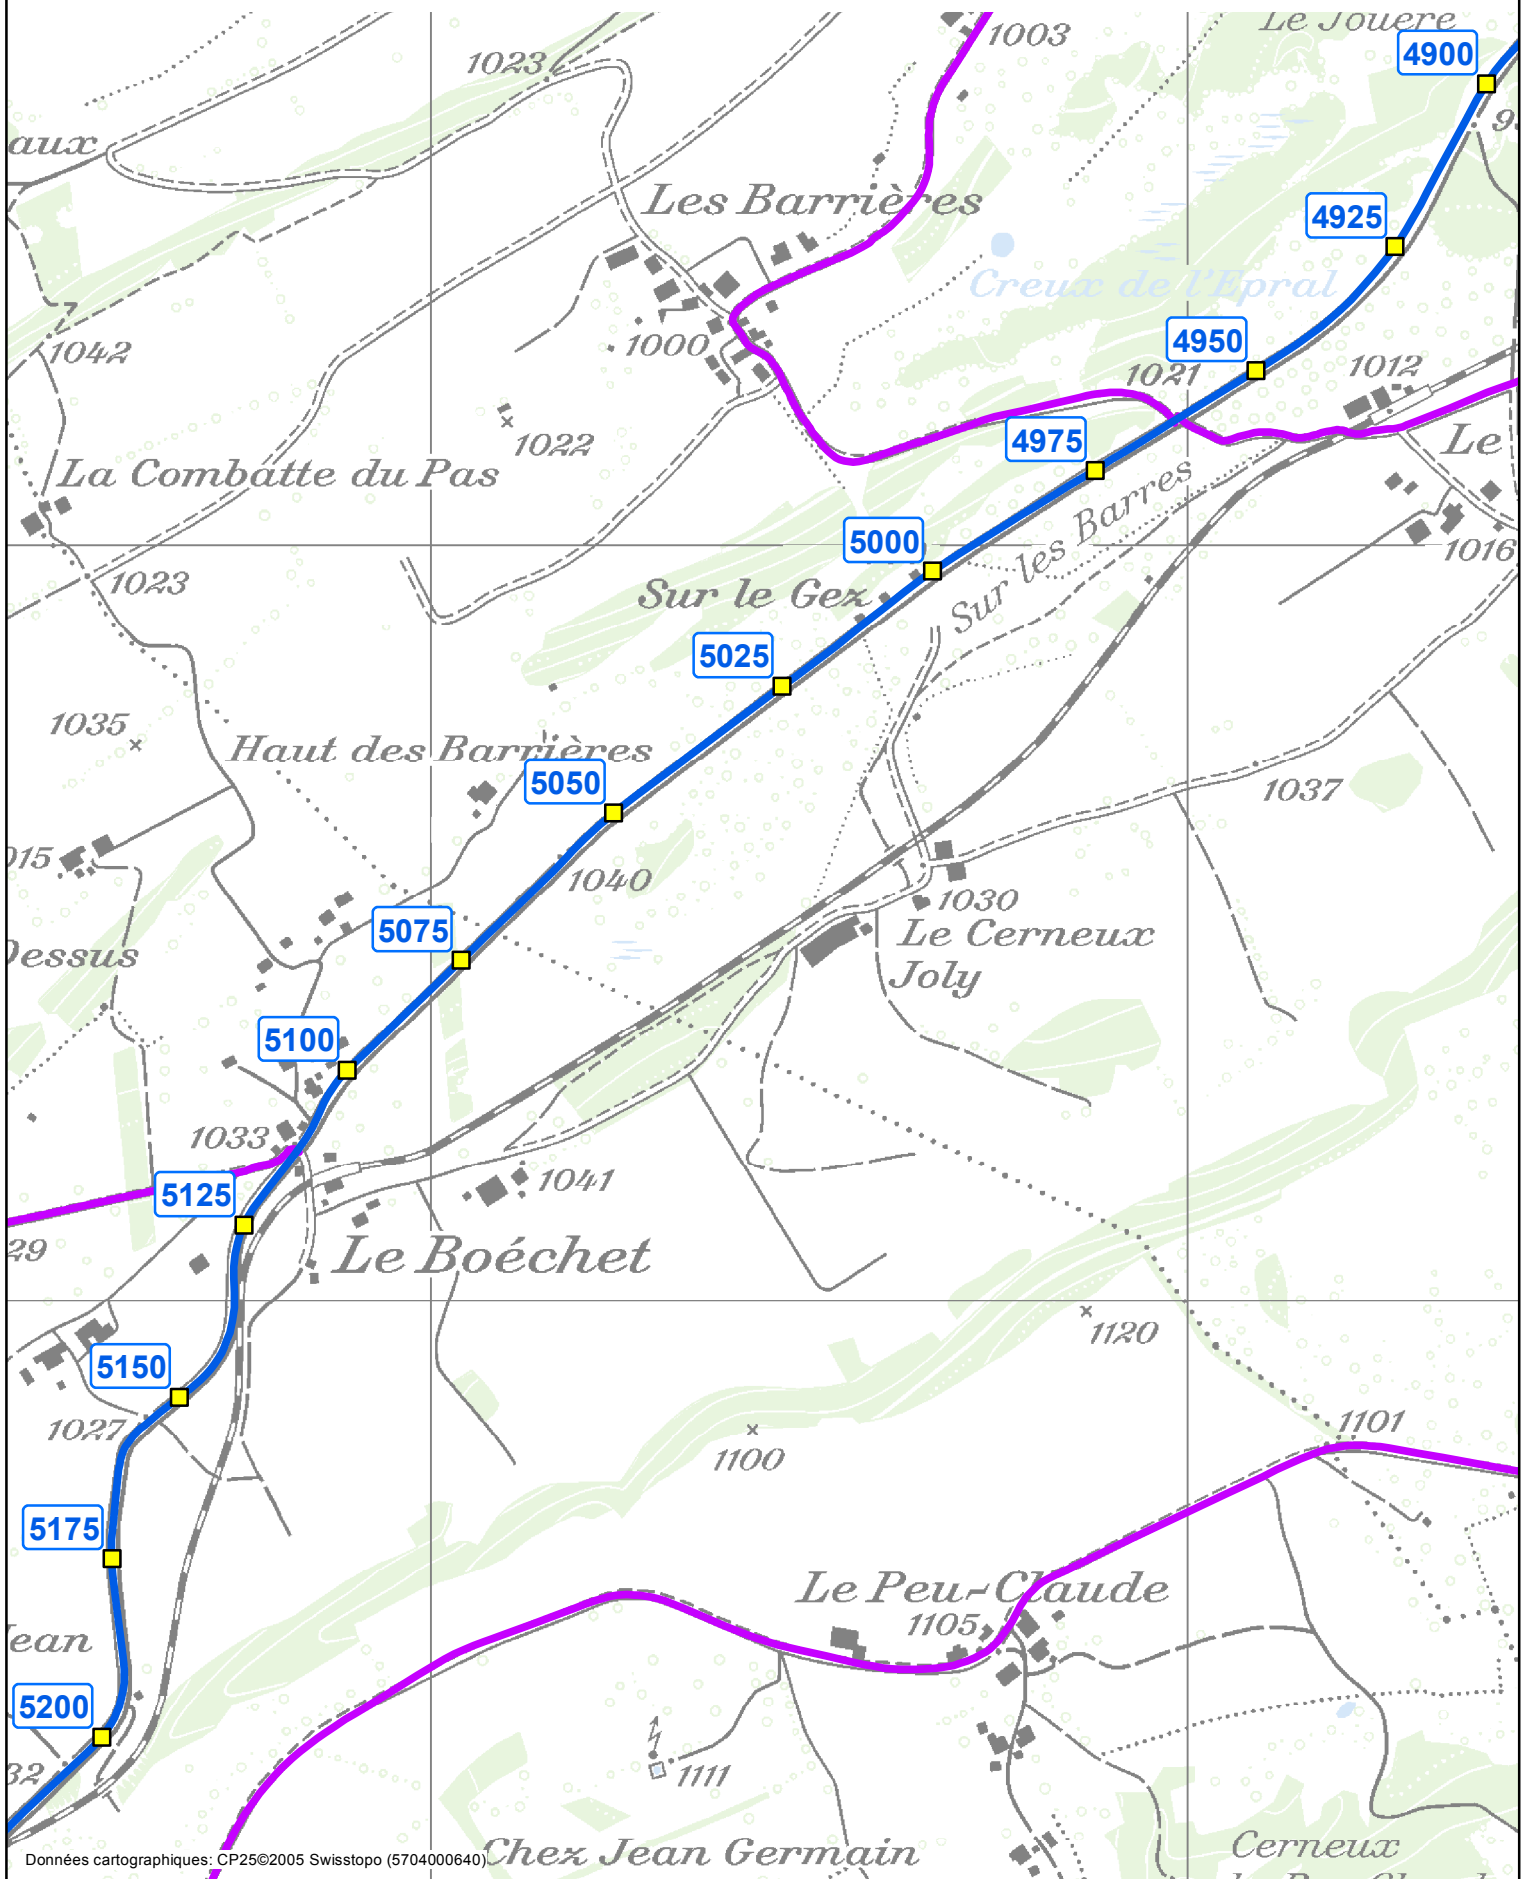 Le Jouere
4900
1003
1023
aux
Les Barrières
4925
Creux de l'Epral
1000
4950
1042
1021
1012
1022
4975
Le
La Combatte du Pas
5000
1016
1023
Sur le Gez
Sur les Barres
5025
1035
Haut des Barrières
5050
1037
015
1040
1030
5075
Le Cerneux
Joly
Dessus
5100
1033
5125
1041
29
Le Boéchet
1120
5150
1027
1101
1100
5175
Le Peu-Claude
1105
Jean
5200
32
1111
Chez Jean Germain
Cerneux
Données cartographiques: CP25©2005 Swisstopo (5704000640)